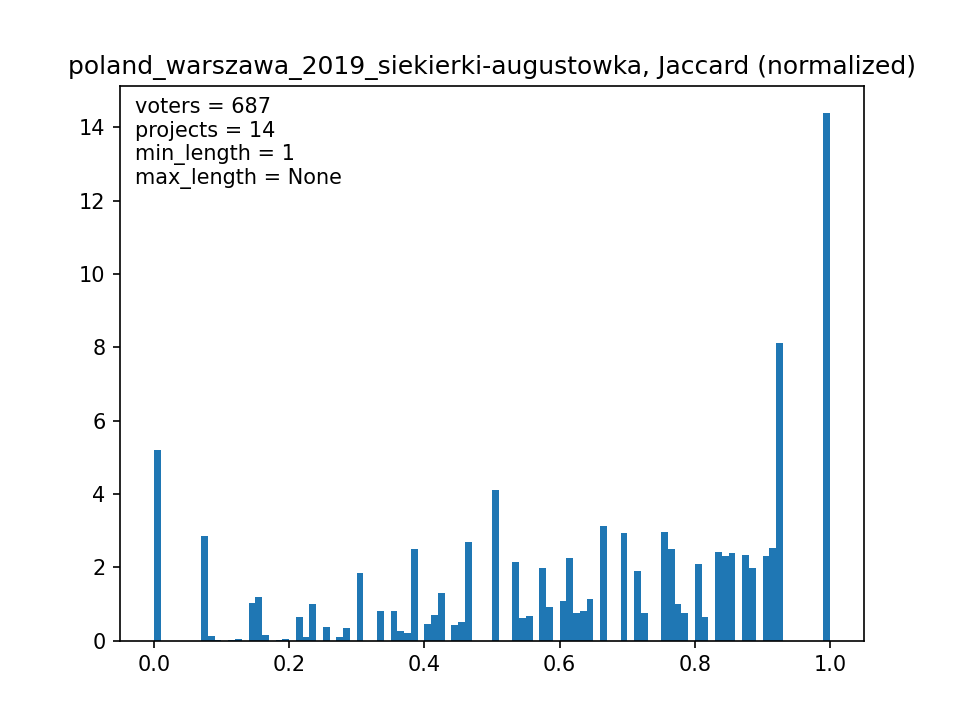 poland_warszawa_2019_siekierki-augustowka, Jaccard (normalized)
voters = 687
projects = 14
min_length = 1
max_length = None
14
12
10
8
6
4
2
0
0.0 0.2 0.4 0.6 0.8 1.0